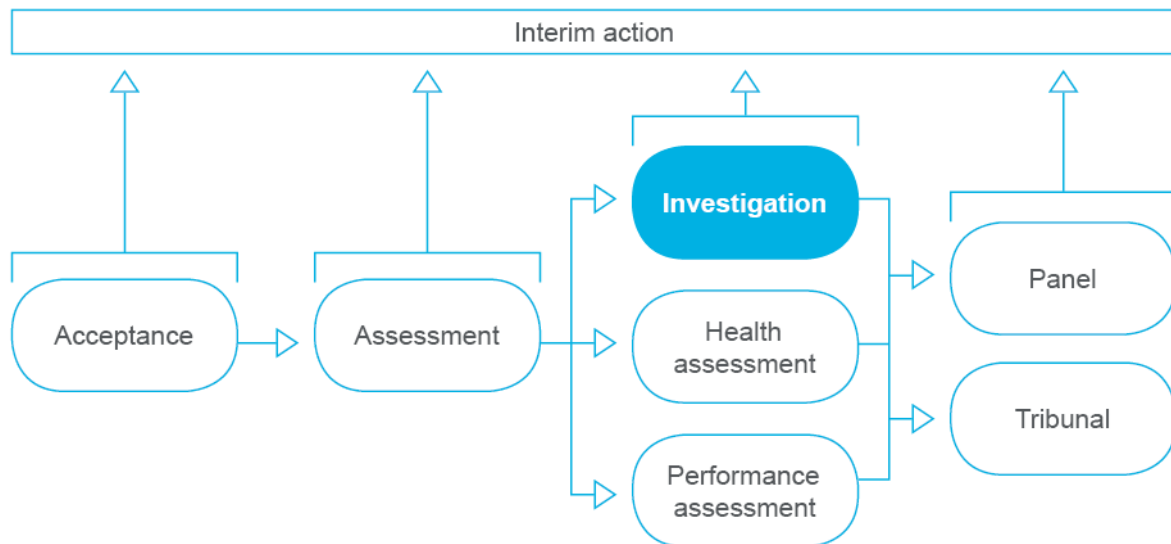 Interim action
Acceptance
Assessment
Investigation
Health
assessment
Performance
assessment
Panel
Tribunal